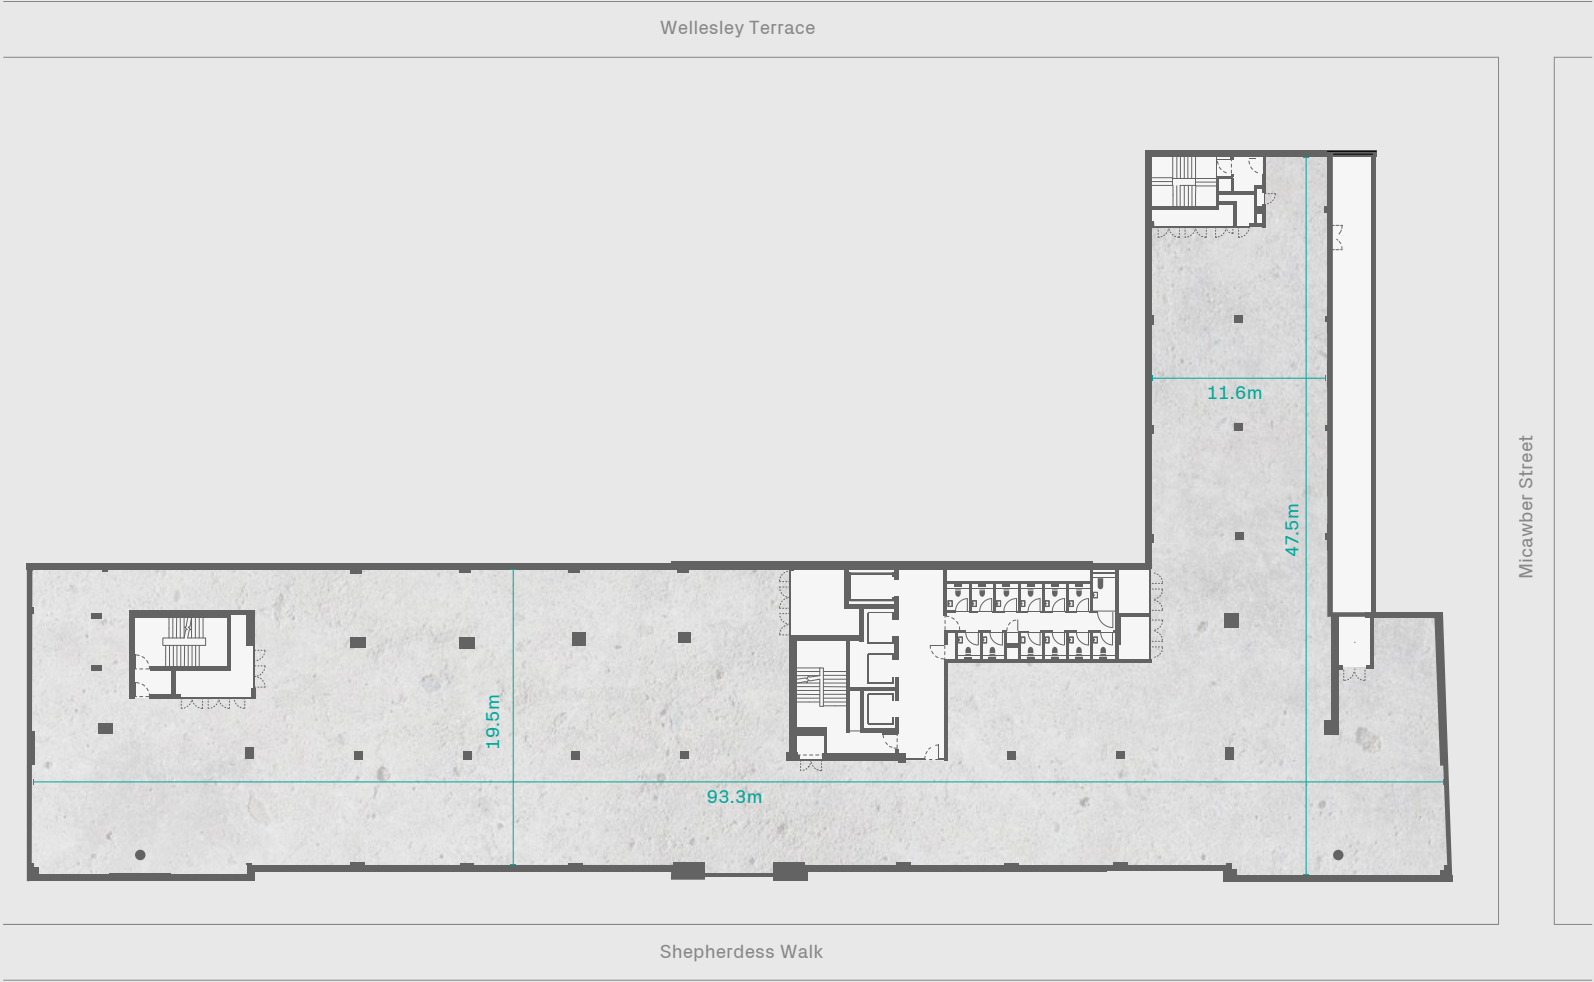 Wellesley Terrace
11.6m
47.5m
Micawber Street
19.5m
93.3m
Shepherdess Walk